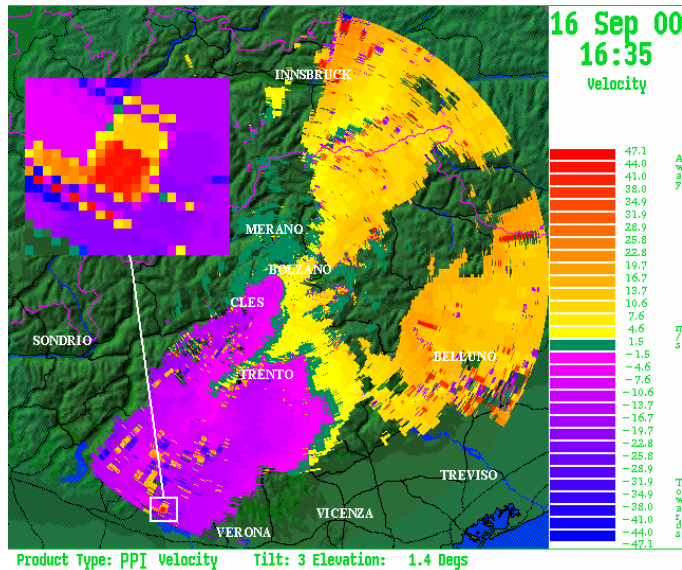 16 Sep 00
16:35
Velocity
INNSBRUCK
MERANO
BOLZANO
CLES
SONDRIO
TRENTO
BELLUNO
TREVISO
VICENZA
VERONA
47.1
44.0
41.0
38.0
34.9
31.9
28.8
25.8
22.8
19.7
16.7
13.7
10.6
7.6
4.6
1.5
-1.5
-4.6
-7.6
-10.6
-13.7
-16.7
-19.7
-22.8
-25.8
-28.9
-31.9
-34.9
-38.0
-41.0
-44.0
-47.1
Away
m/s
Towards
Product Type: PPI Velocity Tilt: 3 Elevation: 1.4 Degs